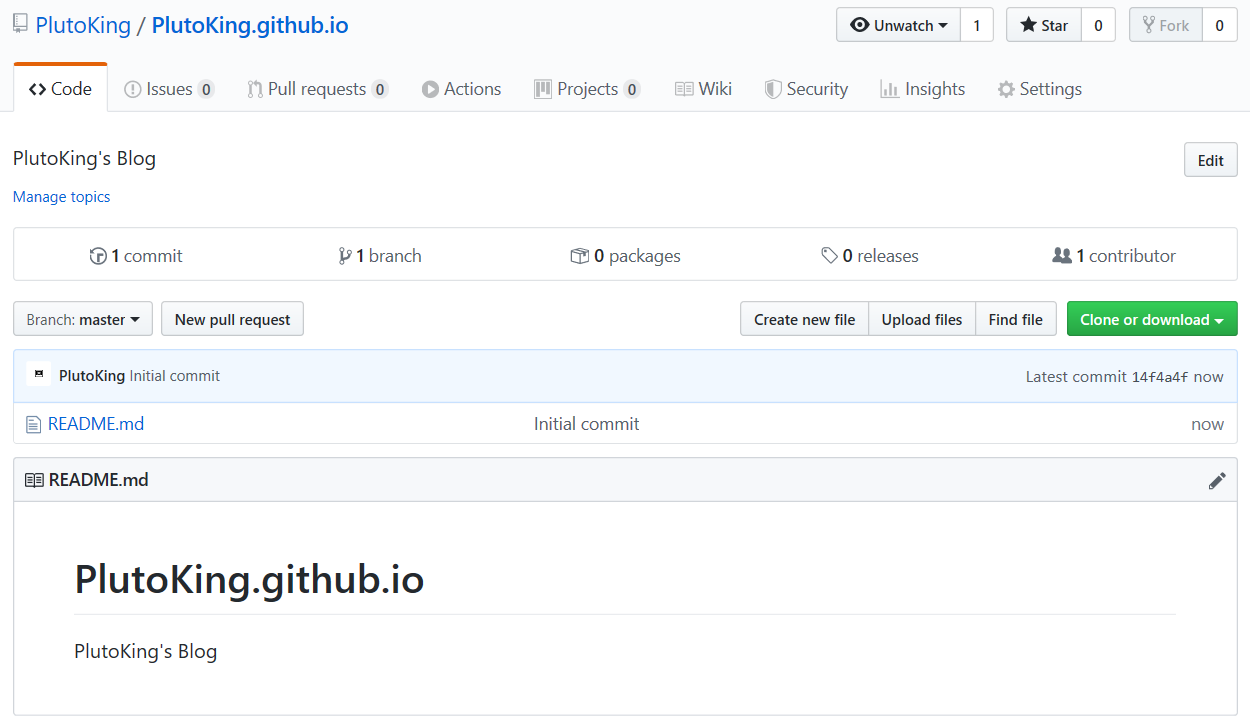 PlutoKing / PlutoKing.github.io Unwatch 1 Star 0 Fork 0
Code Issues 0 Pull requests 0 Actions Projects 0 Wiki Security Insights Settings
PlutoKing's Blog Edit
Manage topics
1 commit 1 branch 0 packages 0 releases 1 contributor
Branch: master New pull request Create new file Upload files Find file Clone or download
PlutoKing Initial commit Latest commit 14f4a4f now
README.md Initial commit now
README.md
PlutoKing.github.io
PlutoKing's Blog